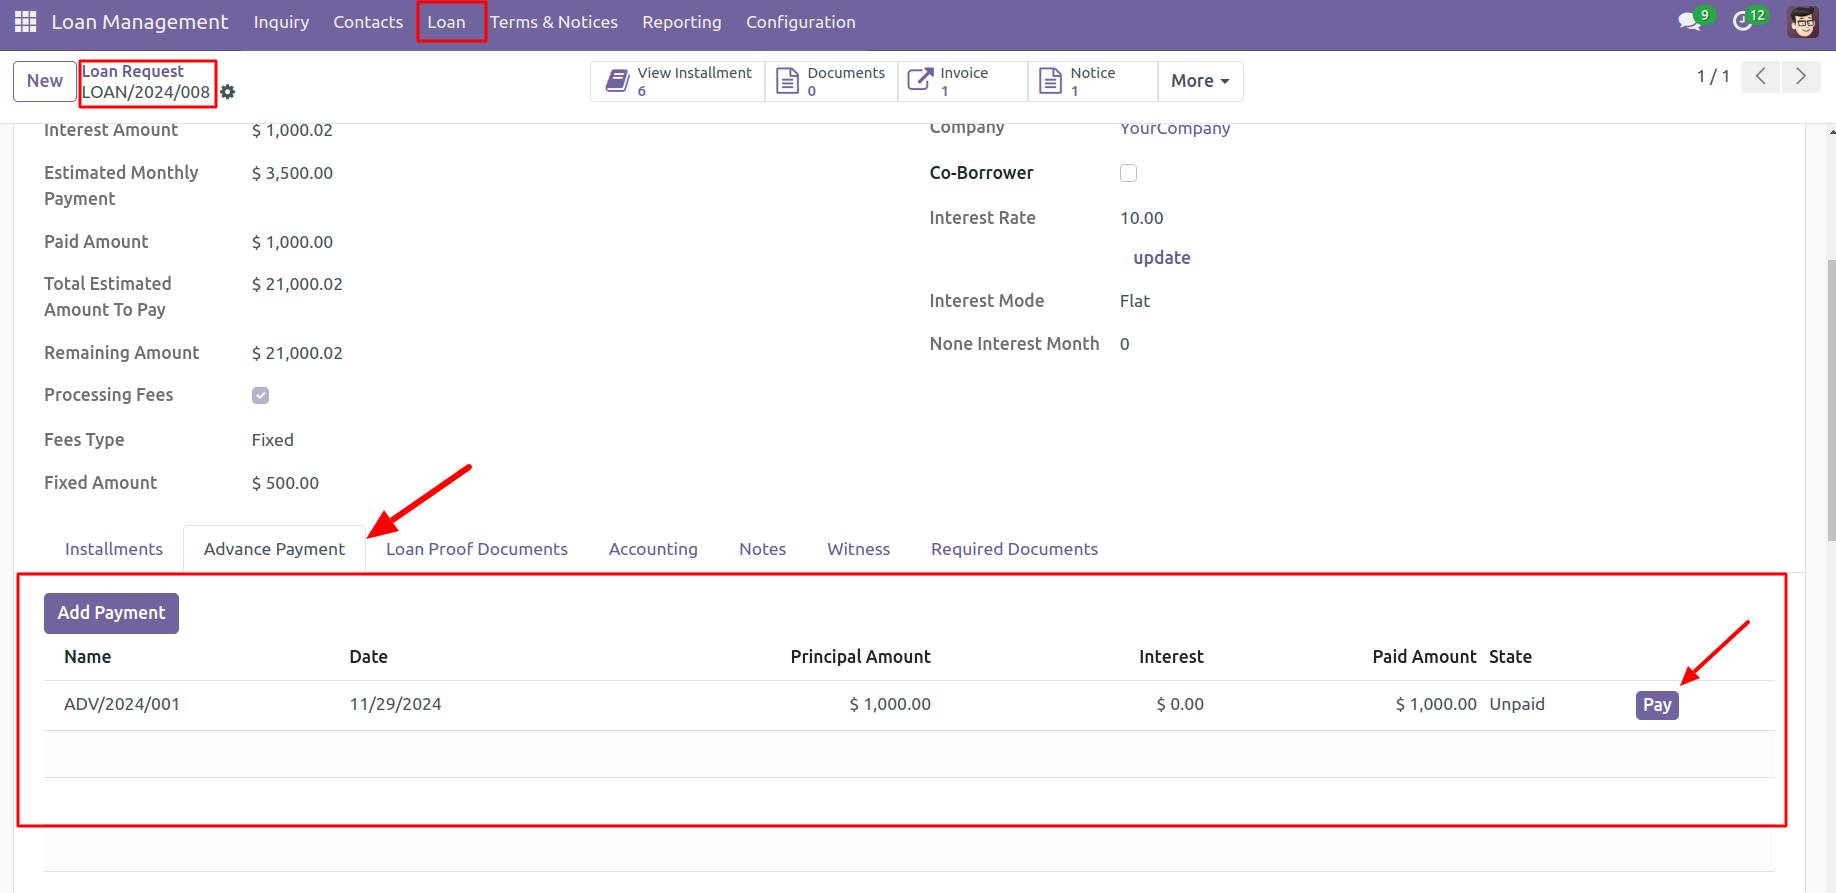 Loan Management Inquiry Contacts Loan Terms & Notices Reporting Configuration 9 12
New Loan Request LOAN/2024/008 View Installment 6 Documents 0 Invoice 1 Notice 1 More 1 / 1
Interest Amount $ 1,000.02
Estimated Monthly Payment $ 3,500.00
Paid Amount $ 1,000.00
Total Estimated Amount To Pay $ 21,000.02
Remaining Amount $ 21,000.02
Processing Fees
Fees Type Fixed
Fixed Amount $ 500.00
Company YourCompany
Co-Borrower
Interest Rate 10.00
update
Interest Mode Flat
None Interest Month 0
Installments Advance Payment Loan Proof Documents Accounting Notes Witness Required Documents
Add Payment
Name Date Principal Amount Interest Paid Amount State
ADV/2024/001 11/29/2024 $ 1,000.00 $ 0.00 $ 1,000.00 Unpaid Pay